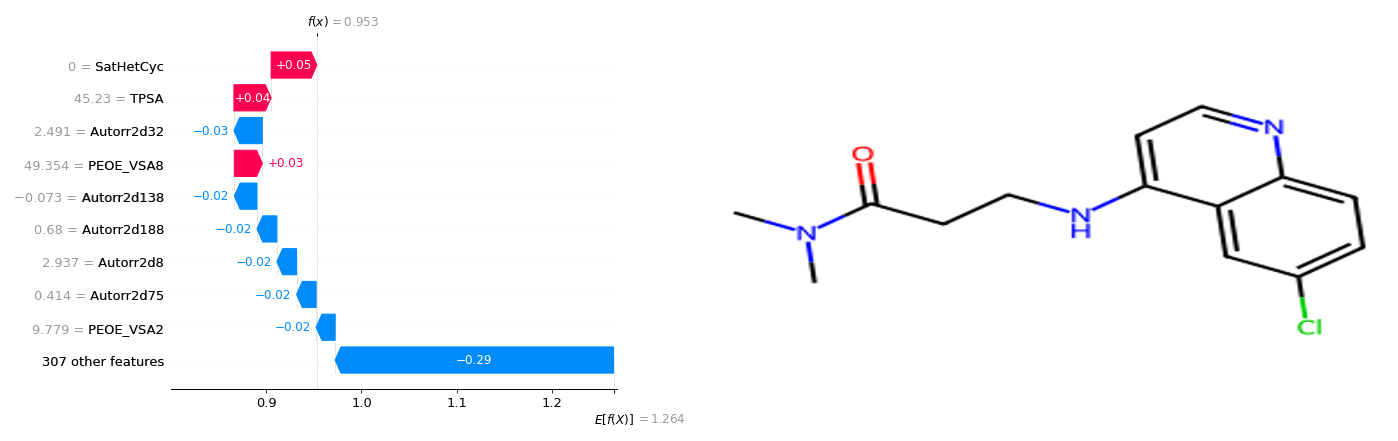 f(x) = 0.953
0 = SatHetCyc
+0.05
45.23 = TPSA
+0.04
2.491 = Autorr2d32
−0.03
49.354 = PEOE_VSA8
+0.03
−0.073 = Autorr2d138
−0.02
0.68 = Autorr2d188
−0.02
2.937 = Autorr2d8
−0.02
0.414 = Autorr2d75
−0.02
9.779 = PEOE_VSA2
−0.02
307 other features
−0.29
0.9 1.0 1.1 1.2
E[f(X)] = 1.264
O
N
N
H
N
Cl